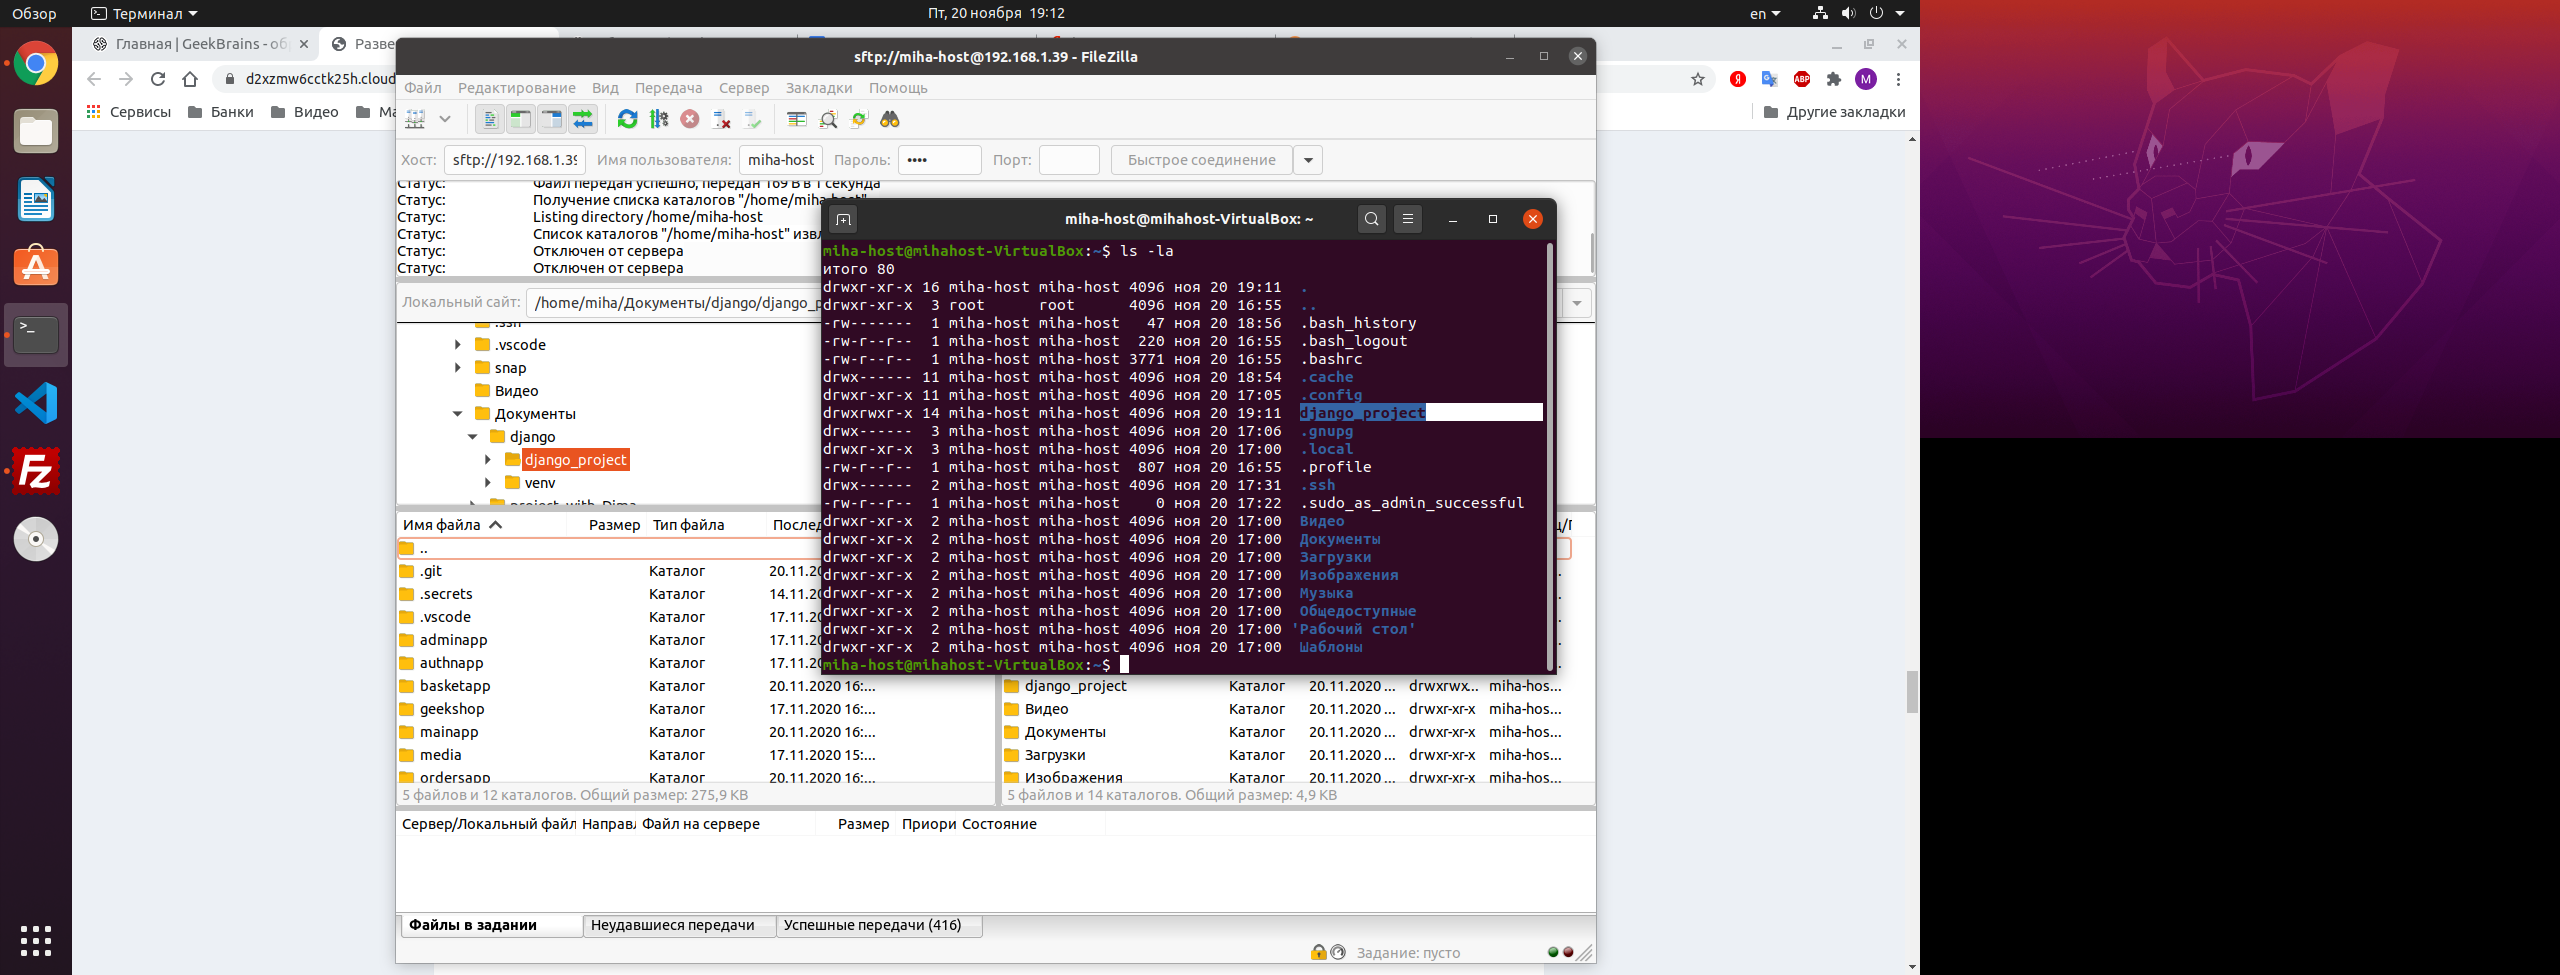 Обзор
Терминал
Пт, 20 ноября 19:12
en
Главная | GeekBrains - об
Разве
d2xzmw6cctk25h.cloud
Сервисы
Банки
Видео
Ма
ABP
M
Другие закладки
sftp://miha-host@192.168.1.39 - FileZilla
Файл Редактирование Вид Передача Сервер Закладки Помощь
Хост: sftp://192.168.1.39 Имя пользователя: miha-host Пароль: •••• Порт: Быстрое соединение
Статус: Файл передан успешно, передан 169 B в 1 секунда
Статус: Получение списка каталогов "/home/miha-host"
Статус: Listing directory /home/miha-host
Статус: Список каталогов "/home/miha-host" извл
Статус: Отключен от сервера
Статус: Отключен от сервера
Локальный сайт: /home/miha/Документы/django/django_p
.ssh
.vscode
snap
Видео
Документы
django
django_project
venv
project_with_Dima
Имя файла Размер Тип файла Послед
..
.git Каталог 20.11.20
.secrets Каталог 14.11.20
.vscode Каталог 17.11.20
adminapp Каталог 17.11.20
authnapp Каталог 17.11.20
basketapp Каталог 20.11.2020 16:...
geekshop Каталог 17.11.2020 16:...
mainapp Каталог 20.11.2020 16:...
media Каталог 17.11.2020 15:...
ordersapp Каталог 20.11.2020 16:...
5 файлов и 12 каталогов. Общий размер: 275,9 KB
miha-host@mihahost-VirtualBox: ~
miha-host@mihahost-VirtualBox:~$ ls -la
итого 80
drwxr-xr-x 16 miha-host miha-host 4096 ноя 20 19:11 .
drwxr-xr-x 3 root root 4096 ноя 20 16:55 ..
-rw------- 1 miha-host miha-host 47 ноя 20 18:56 .bash_history
-rw-r--r-- 1 miha-host miha-host 220 ноя 20 16:55 .bash_logout
-rw-r--r-- 1 miha-host miha-host 3771 ноя 20 16:55 .bashrc
drwx------ 11 miha-host miha-host 4096 ноя 20 18:54 .cache
drwxr-xr-x 11 miha-host miha-host 4096 ноя 20 17:05 .config
drwxrwxr-x 14 miha-host miha-host 4096 ноя 20 19:11 django_project
drwx------ 3 miha-host miha-host 4096 ноя 20 17:06 .gnupg
drwxr-xr-x 3 miha-host miha-host 4096 ноя 20 17:00 .local
-rw-r--r-- 1 miha-host miha-host 807 ноя 20 16:55 .profile
drwx------ 2 miha-host miha-host 4096 ноя 20 17:31 .ssh
-rw-r--r-- 1 miha-host miha-host 0 ноя 20 17:22 .sudo_as_admin_successful
drwxr-xr-x 2 miha-host miha-host 4096 ноя 20 17:00 Видео
drwxr-xr-x 2 miha-host miha-host 4096 ноя 20 17:00 Документы
drwxr-xr-x 2 miha-host miha-host 4096 ноя 20 17:00 Загрузки
drwxr-xr-x 2 miha-host miha-host 4096 ноя 20 17:00 Изображения
drwxr-xr-x 2 miha-host miha-host 4096 ноя 20 17:00 Музыка
drwxr-xr-x 2 miha-host miha-host 4096 ноя 20 17:00 Общедоступные
drwxr-xr-x 2 miha-host miha-host 4096 ноя 20 17:00 'Рабочий стол'
drwxr-xr-x 2 miha-host miha-host 4096 ноя 20 17:00 Шаблоны
miha-host@mihahost-VirtualBox:~$
django_project Каталог 20.11.2020 ... drwxrwx... miha-hos...
Видео Каталог 20.11.2020 ... drwxr-xr-x miha-hos...
Документы Каталог 20.11.2020 ... drwxr-xr-x miha-hos...
Загрузки Каталог 20.11.2020 ... drwxr-xr-x miha-hos...
Изображения Каталог 20.11.2020 ... drwxr-xr-x miha-hos...
5 файлов и 14 каталогов. Общий размер: 4,9 KB
Сервер/Локальный файл Направл Файл на сервере Размер Приори Состояние
Файлы в задании Неудавшиеся передачи Успешные передачи (416)
Задание: пусто